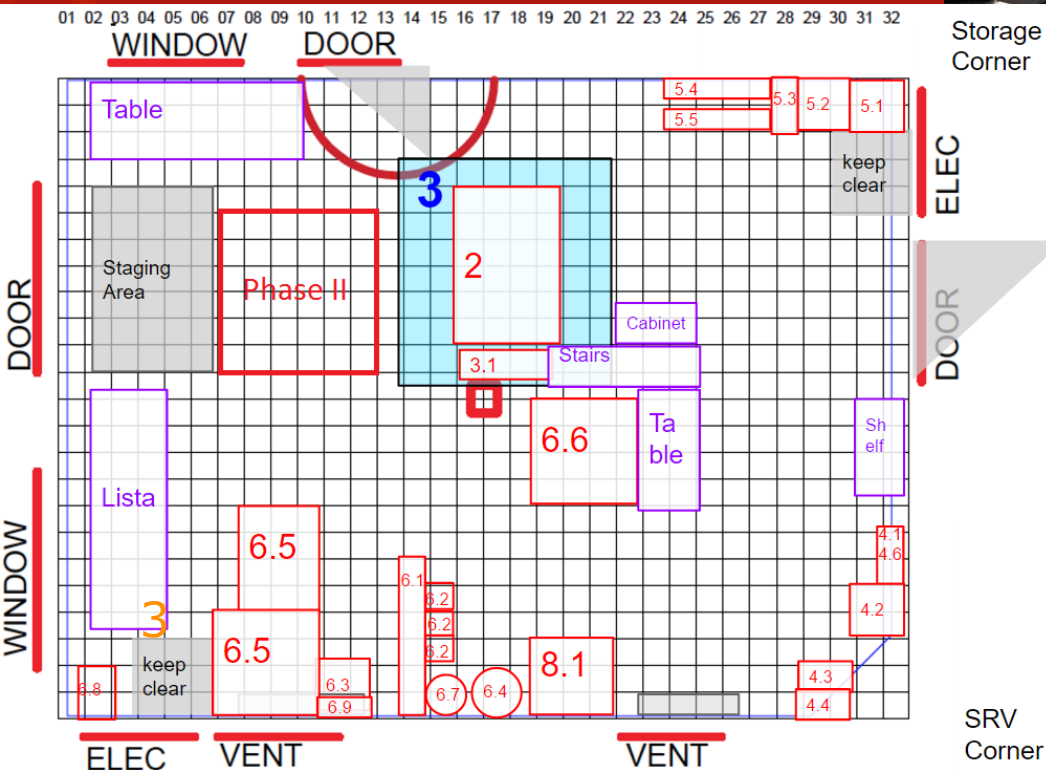 01 02 03 04 05 06 07 08 09 10 11 12 13 14 15 16 17 18 19 20 21 22 23 24 25 26 27 28 29 30 31 32
Storage
Corner
WINDOW
DOOR
Table
5.4
5.5
5.3
5.2
5.1
keep
clear
ELEC
3
2
Staging
Area
Phase II
DOOR
Cabinet
Stairs
3.1
DOOR
6.6
Ta
ble
Sh
elf
Lista
WINDOW
6.5
6.1
6.2
6.2
6.2
4.1
4.6
4.2
3
6.5
keep
clear
6.8
6.3
6.9
6.7
6.4
8.1
4.3
4.4
ELEC
VENT
VENT
SRV
Corner